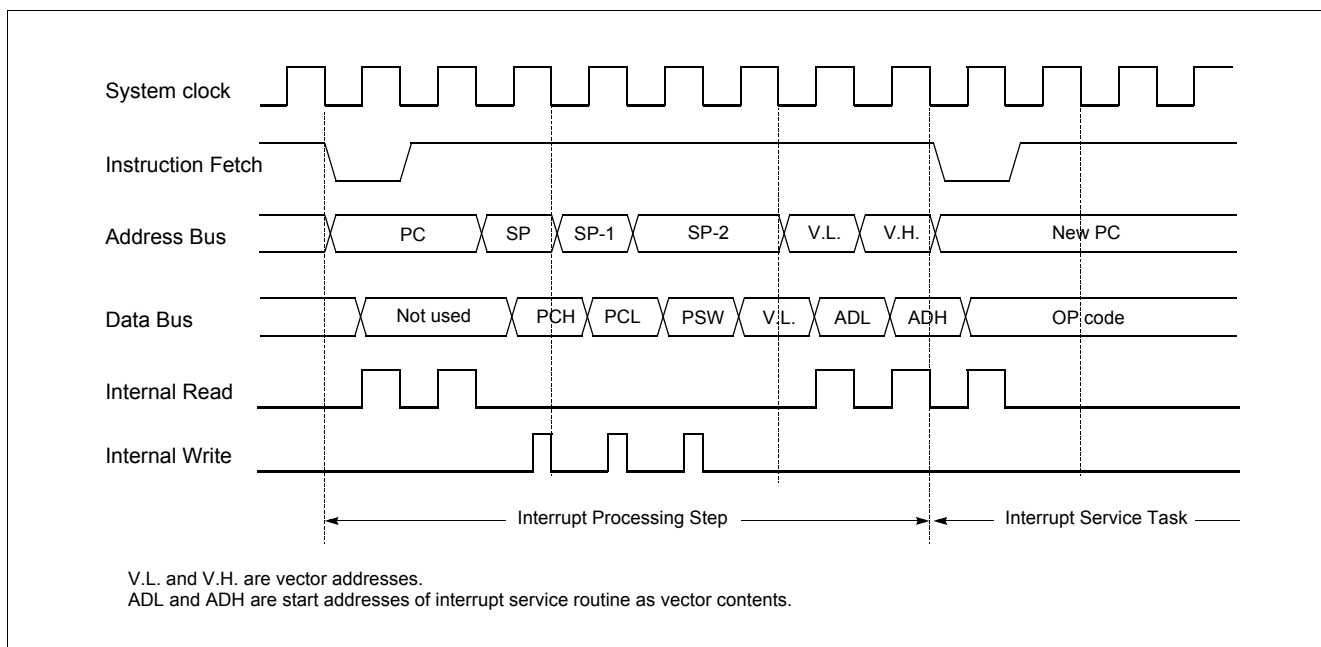 System clock
Instruction Fetch
Address Bus PC SP SP-1 SP-2 V.L. V.H. New PC
Data Bus Not used PCH PCL PSW V.L. ADL ADH OP code
Internal Read
Internal Write
Interrupt Processing Step Interrupt Service Task
V.L. and V.H. are vector addresses.
ADL and ADH are start addresses of interrupt service routine as vector contents.